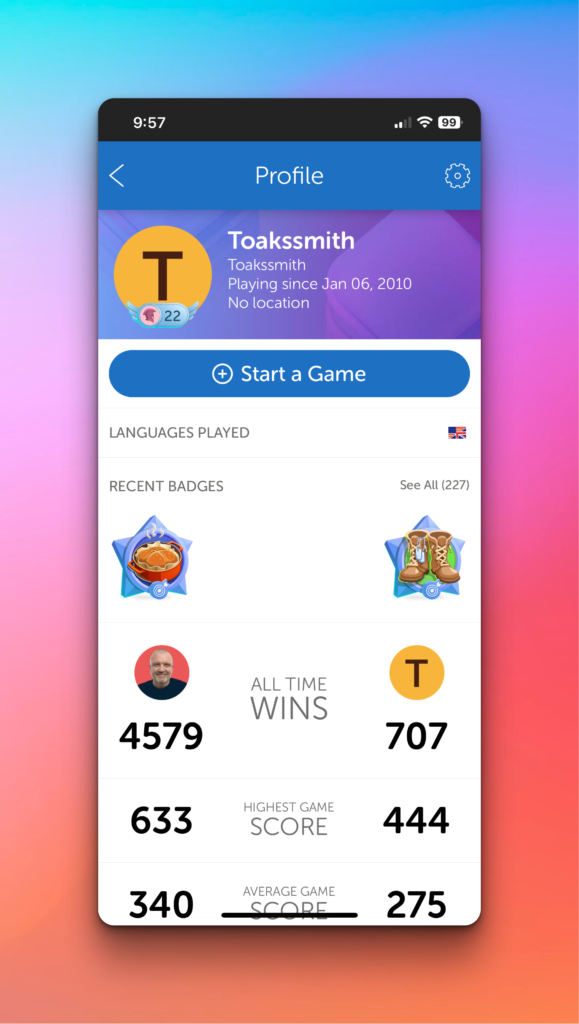 9:57
99
Profile
Toakssmith
T
Toakssmith
Playing since Jan 06, 2010
No location
22
Start a Game
LANGUAGES PLAYED
RECENT BADGES See All (227)
T
ALL TIME
WINS
4579 707
HIGHEST GAME
633 SCORE 444
AVERAGE GAME
340 SCORE 275